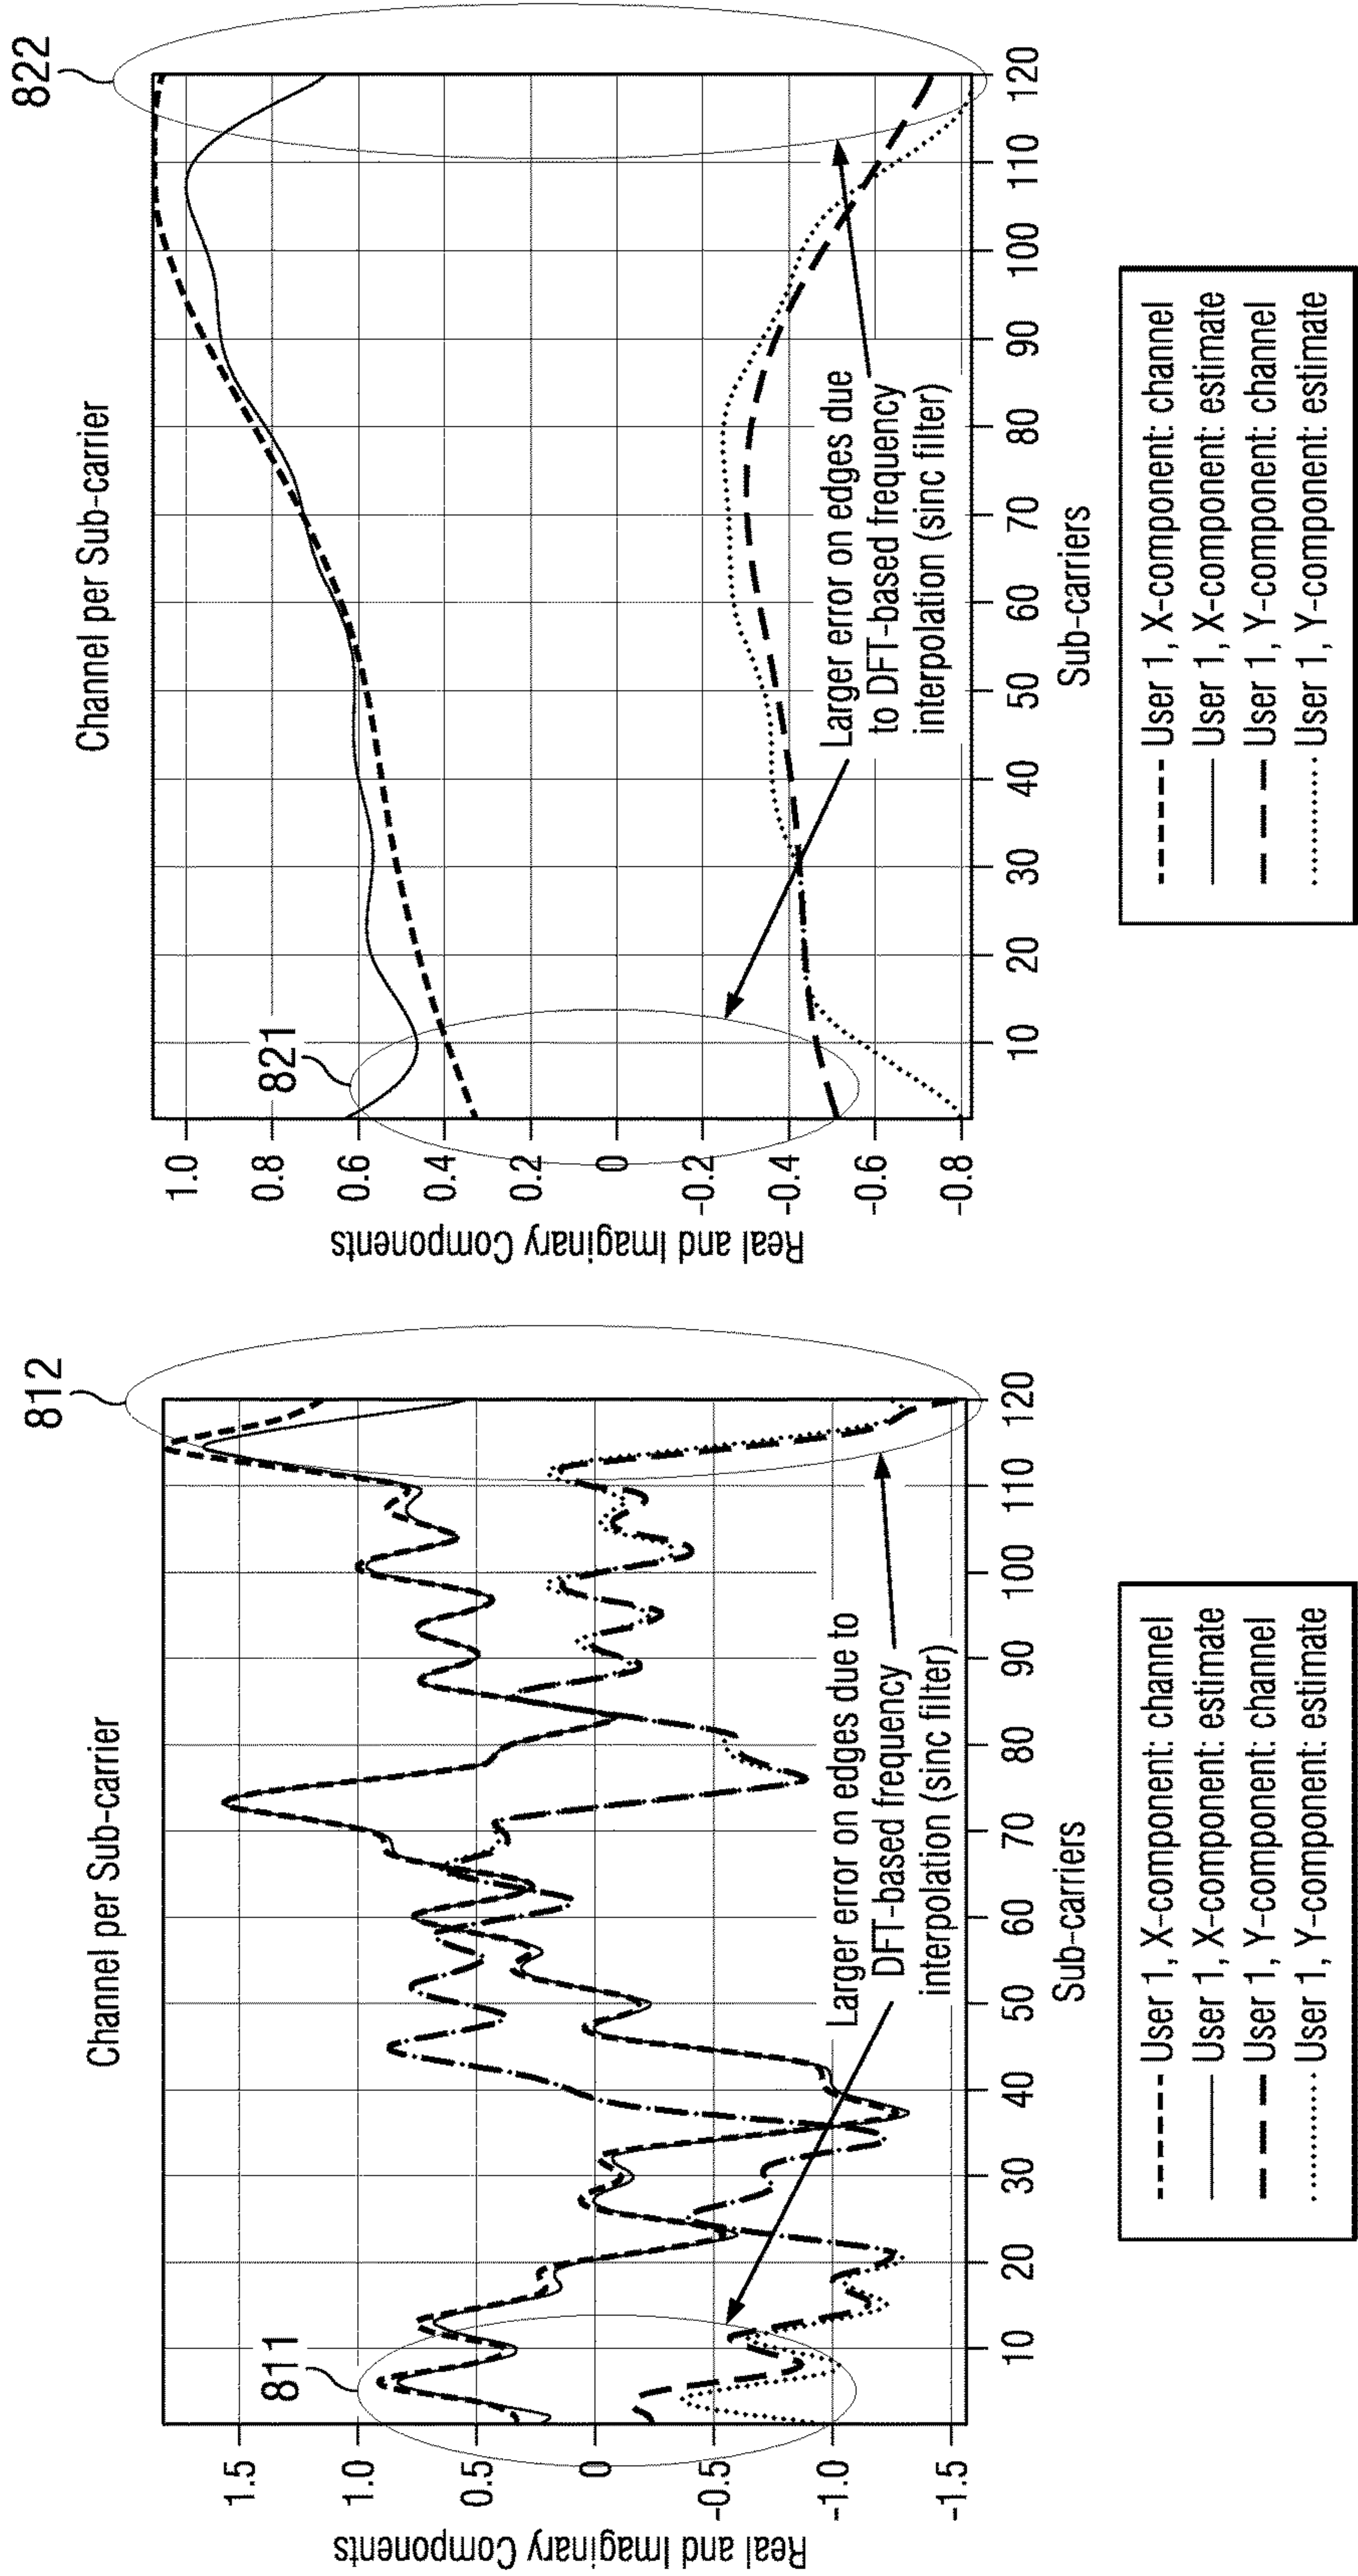 Channel per Sub-carrier
811
812
Real and Imaginary Components
1.5
1.0
0.5
0
-0.5
-1.0
-1.5
Larger error on edges due to
DFT-based frequency
interpolation (sinc filter)
10 20 30 40 50 60 70 80 90 100 110 120
Sub-carriers
User 1, X-component: channel
User 1, X-component: estimate
User 1, Y-component: channel
User 1, Y-component: estimate
Channel per Sub-carrier
821
822
Real and Imaginary Components
1.0
0.8
0.6
0.4
0.2
0
-0.2
-0.4
-0.6
-0.8
Larger error on edges due
to DFT-based frequency
interpolation (sinc filter)
10 20 30 40 50 60 70 80 90 100 110 120
Sub-carriers
User 1, X-component: channel
User 1, X-component: estimate
User 1, Y-component: channel
User 1, Y-component: estimate